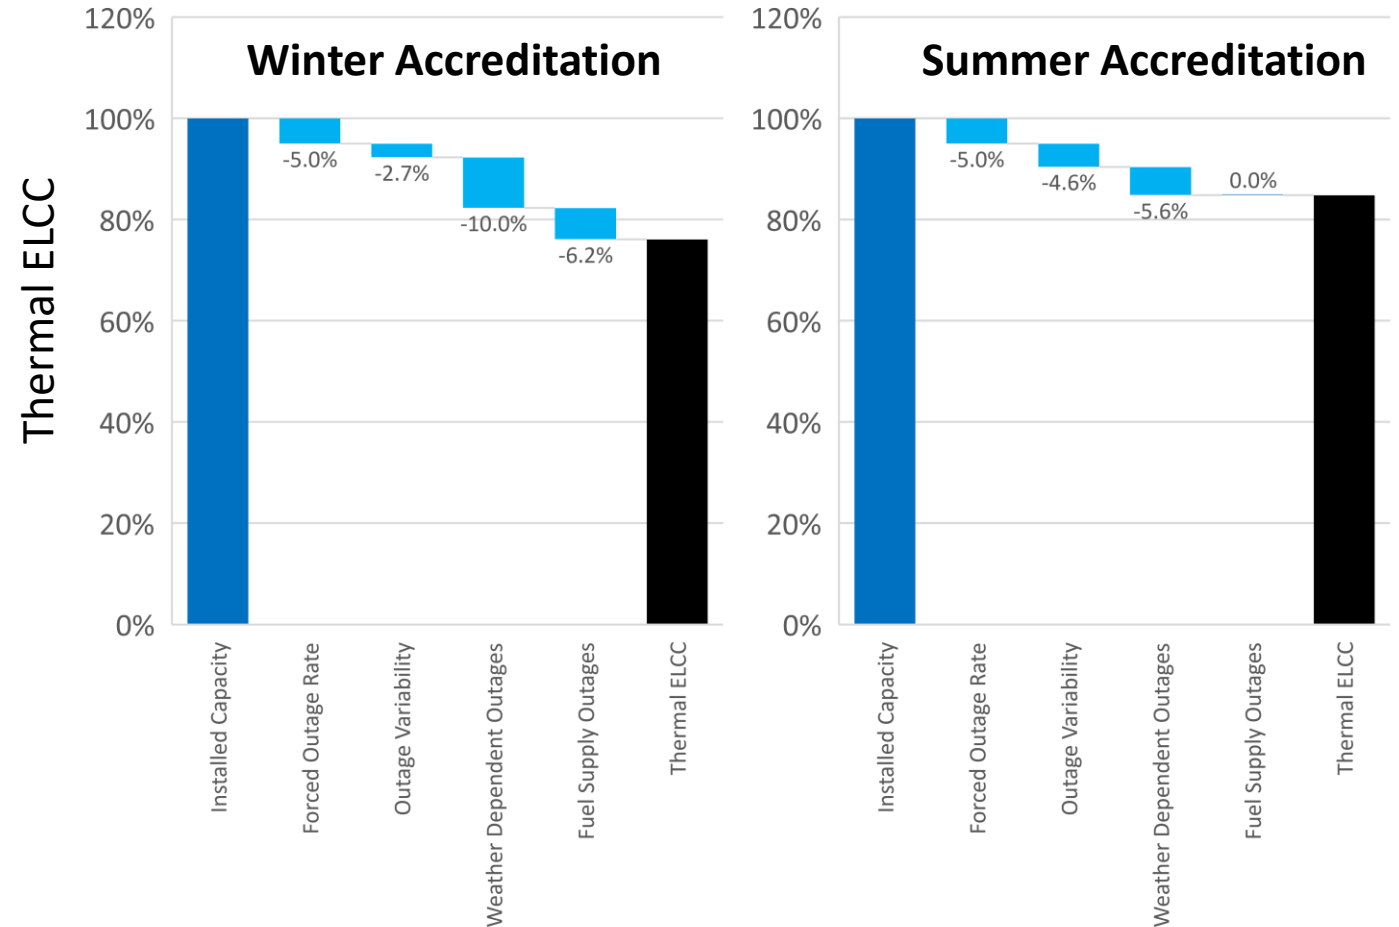 Thermal ELCC
Winter Accreditation
120%
100%
80%
60%
40%
20%
0%
-5.0%
-2.7%
-10.0%
-6.2%
Installed Capacity
Forced Outage Rate
Outage Variability
Weather Dependent Outages
Fuel Supply Outages
Thermal ELCC
Summer Accreditation
120%
100%
80%
60%
40%
20%
0%
-5.0%
-4.6%
-5.6%
0.0%
Installed Capacity
Forced Outage Rate
Outage Variability
Weather Dependent Outages
Fuel Supply Outages
Thermal ELCC